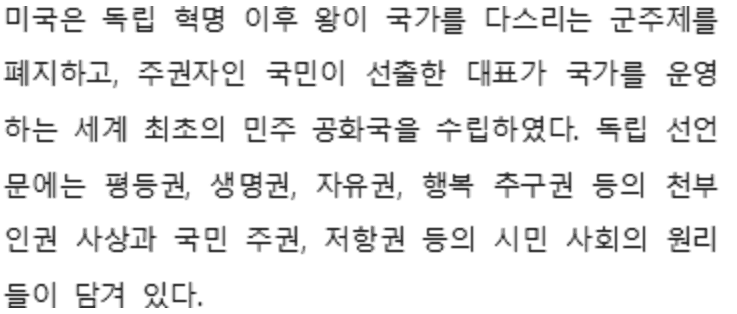 미국은 독립 혁명 이후 왕이 국가를 다스리는 군주제를
폐지하고, 주권자인 국민이 선출한 대표가 국가를 운영
하는 세계 최초의 민주 공화국을 수립하였다. 독립 선언
문에는 평등권, 생명권, 자유권, 행복 추구권 등의 천부
인권 사상과 국민 주권, 저항권 등의 시민 사회의 원리
들이 담겨 있다.